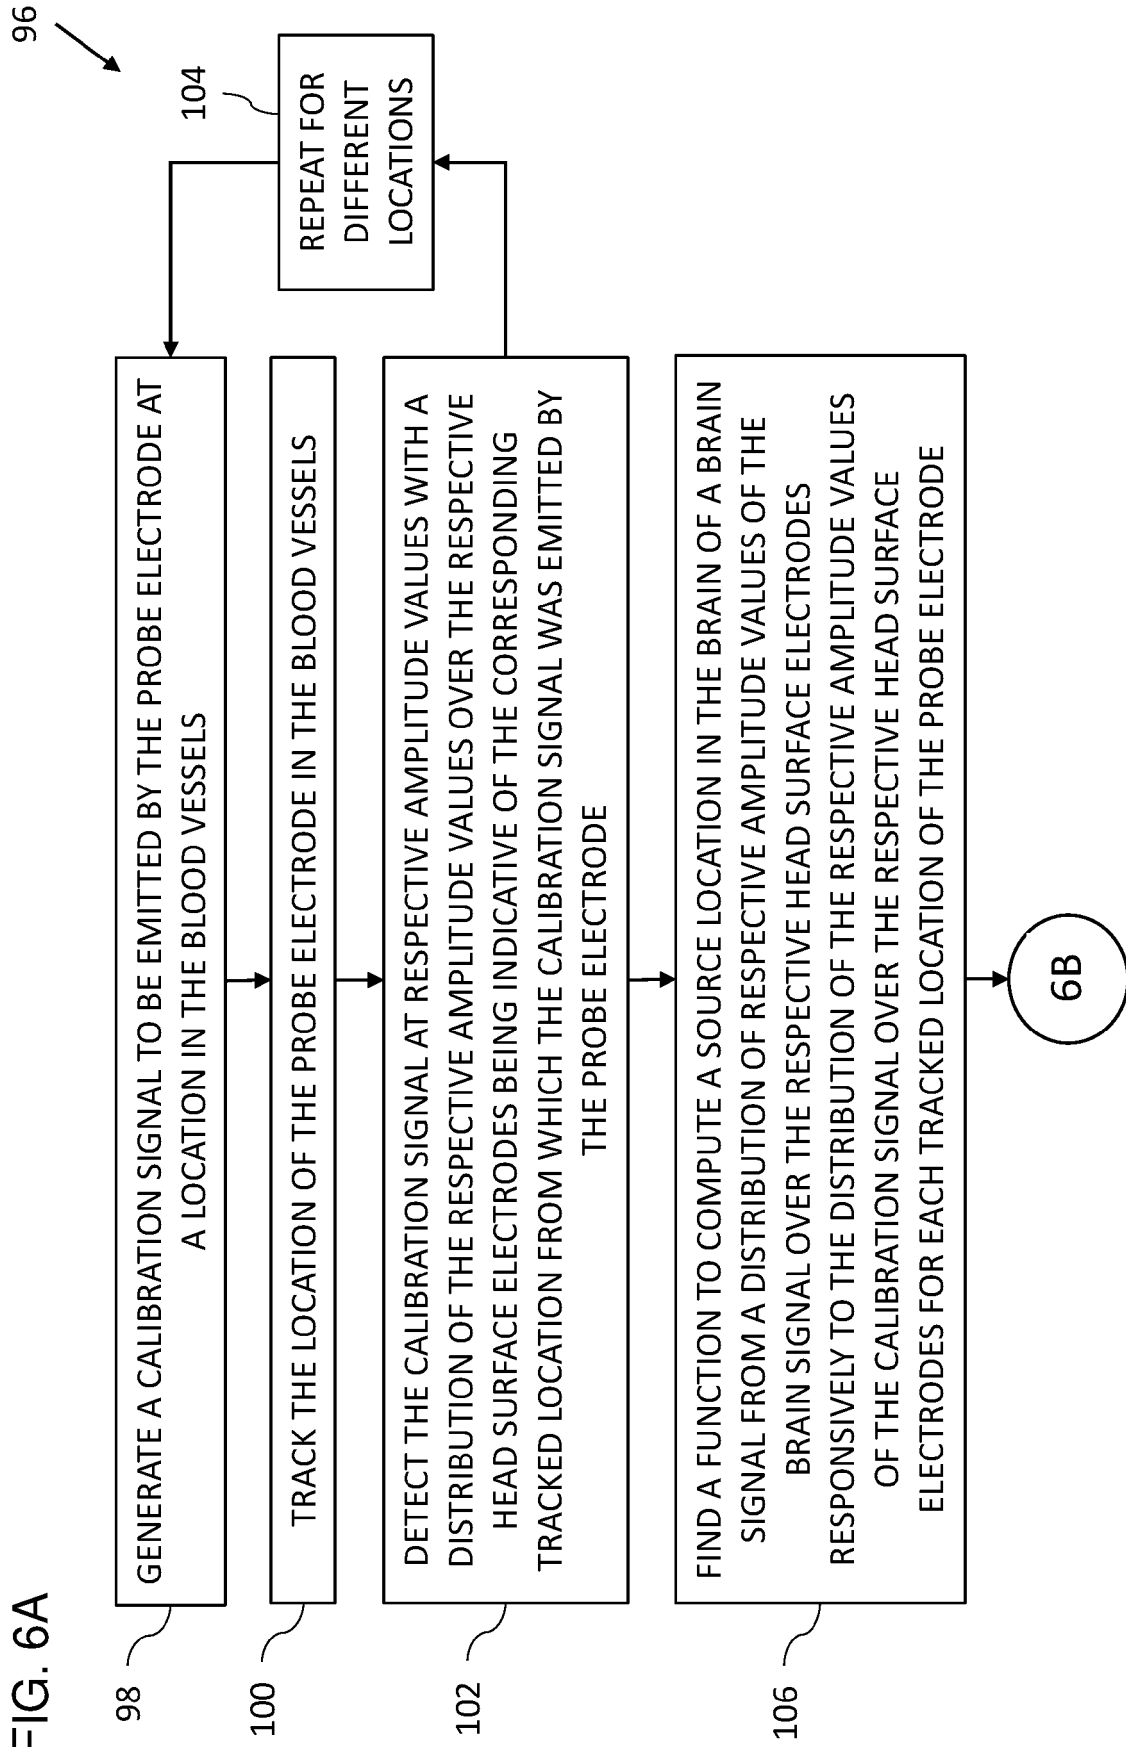 FIG. 6A
96
98
GENERATE A CALIBRATION SIGNAL TO BE EMITTED BY THE PROBE ELECTRODE AT
A LOCATION IN THE BLOOD VESSELS
100
TRACK THE LOCATION OF THE PROBE ELECTRODE IN THE BLOOD VESSELS
102
DETECT THE CALIBRATION SIGNAL AT RESPECTIVE AMPLITUDE VALUES WITH A
DISTRIBUTION OF THE RESPECTIVE AMPLITUDE VALUES OVER THE RESPECTIVE
HEAD SURFACE ELECTRODES BEING INDICATIVE OF THE CORRESPONDING
TRACKED LOCATION FROM WHICH THE CALIBRATION SIGNAL WAS EMITTED BY
THE PROBE ELECTRODE
104
REPEAT FOR
DIFFERENT
LOCATIONS
106
FIND A FUNCTION TO COMPUTE A SOURCE LOCATION IN THE BRAIN OF A BRAIN
SIGNAL FROM A DISTRIBUTION OF RESPECTIVE AMPLITUDE VALUES OF THE
BRAIN SIGNAL OVER THE RESPECTIVE HEAD SURFACE ELECTRODES
RESPONSIVELY TO THE DISTRIBUTION OF THE RESPECTIVE AMPLITUDE VALUES
OF THE CALIBRATION SIGNAL OVER THE RESPECTIVE HEAD SURFACE
ELECTRODES FOR EACH TRACKED LOCATION OF THE PROBE ELECTRODE
6B